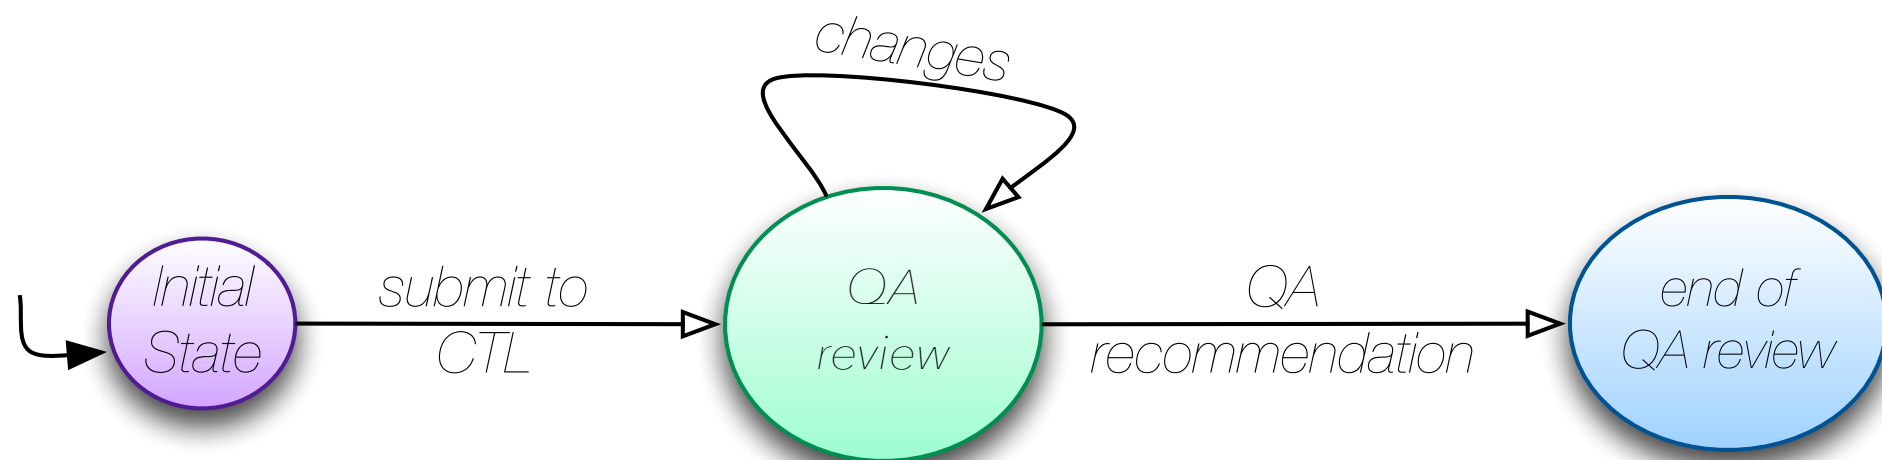 changes
Initial
State
submit to
CTL
QA
review
QA
recommendation
end of
QA review